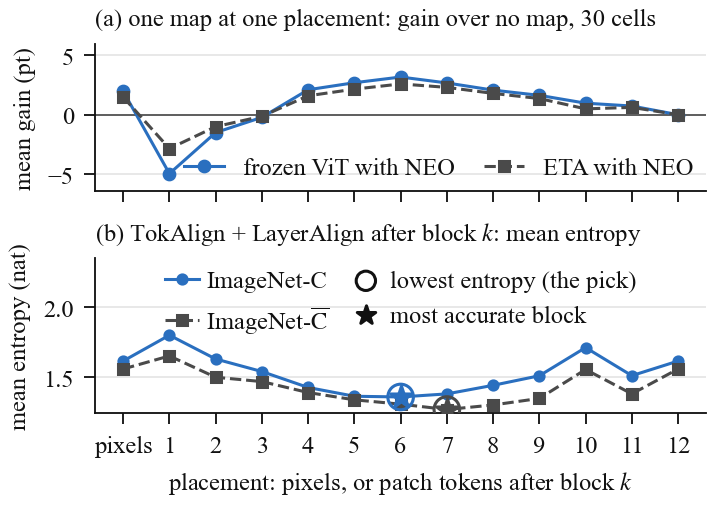 (a) one map at one placement: gain over no map, 30 cells
mean gain (pt)
5
0
−5
frozen ViT with NEO
ETA with NEO
(b) TokAlign + LayerAlign after block k: mean entropy
mean entropy (nat)
2.0
1.5
ImageNet-C
ImageNet-C̅
lowest entropy (the pick)
most accurate block
pixels 1 2 3 4 5 6 7 8 9 10 11 12
placement: pixels, or patch tokens after block k